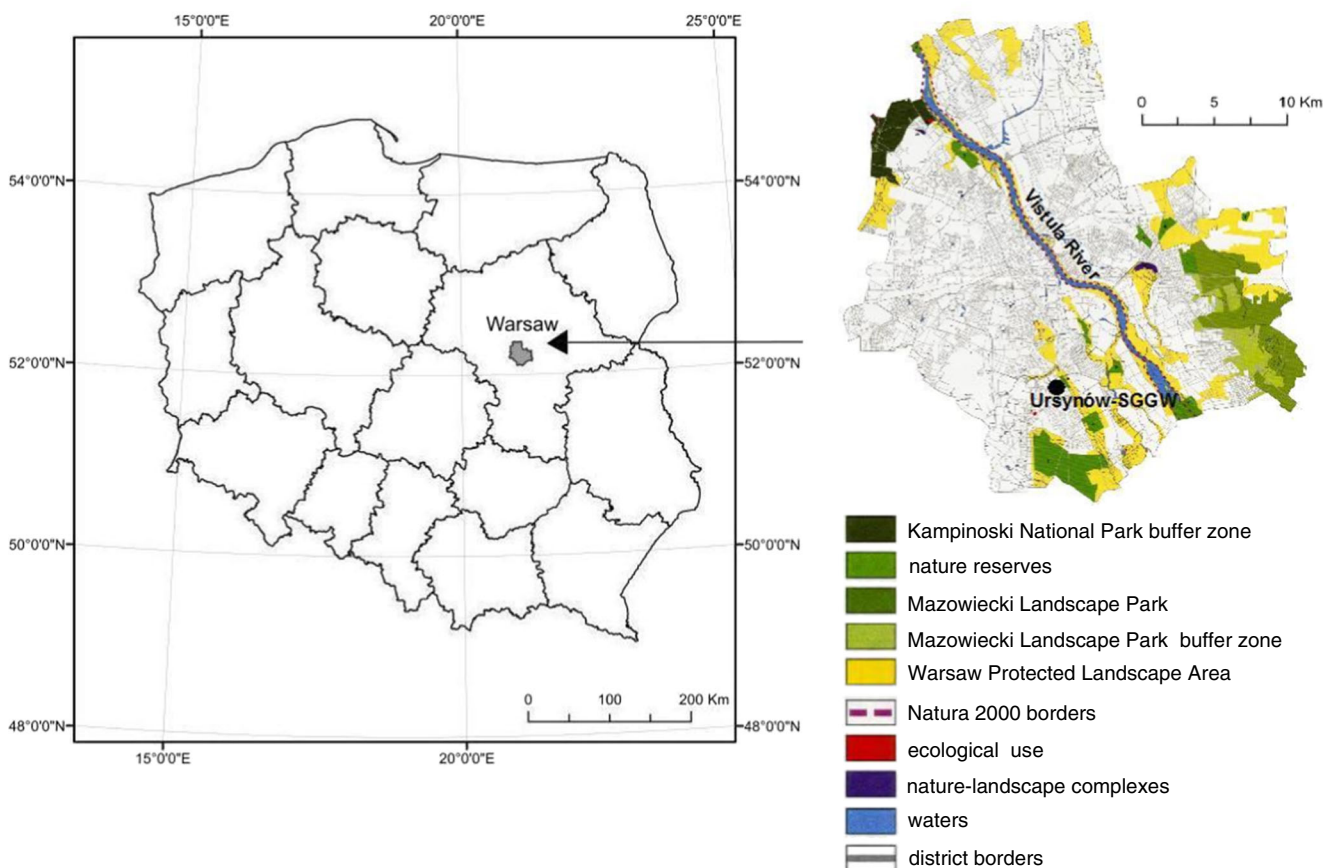 15°0'0"E 20°0'0"E 25°0'0"E
54°0'0"N
54°0'0"N
52°0'0"N
52°0'0"N
50°0'0"N
50°0'0"N
48°0'0"N
48°0'0"N
15°0'0"E 20°0'0"E
Warsaw
0 100 200 Km
0 5 10 Km
Vistula River
Ursynów-SGGW
Kampinoski National Park buffer zone
nature reserves
Mazowiecki Landscape Park
Mazowiecki Landscape Park buffer zone
Warsaw Protected Landscape Area
Natura 2000 borders
ecological use
nature-landscape complexes
waters
district borders